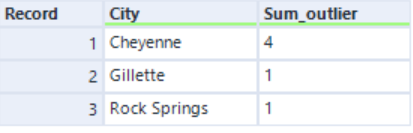 Record City Sum_outlier
1 Cheyenne 4
2 Gillette 1
3 Rock Springs 1